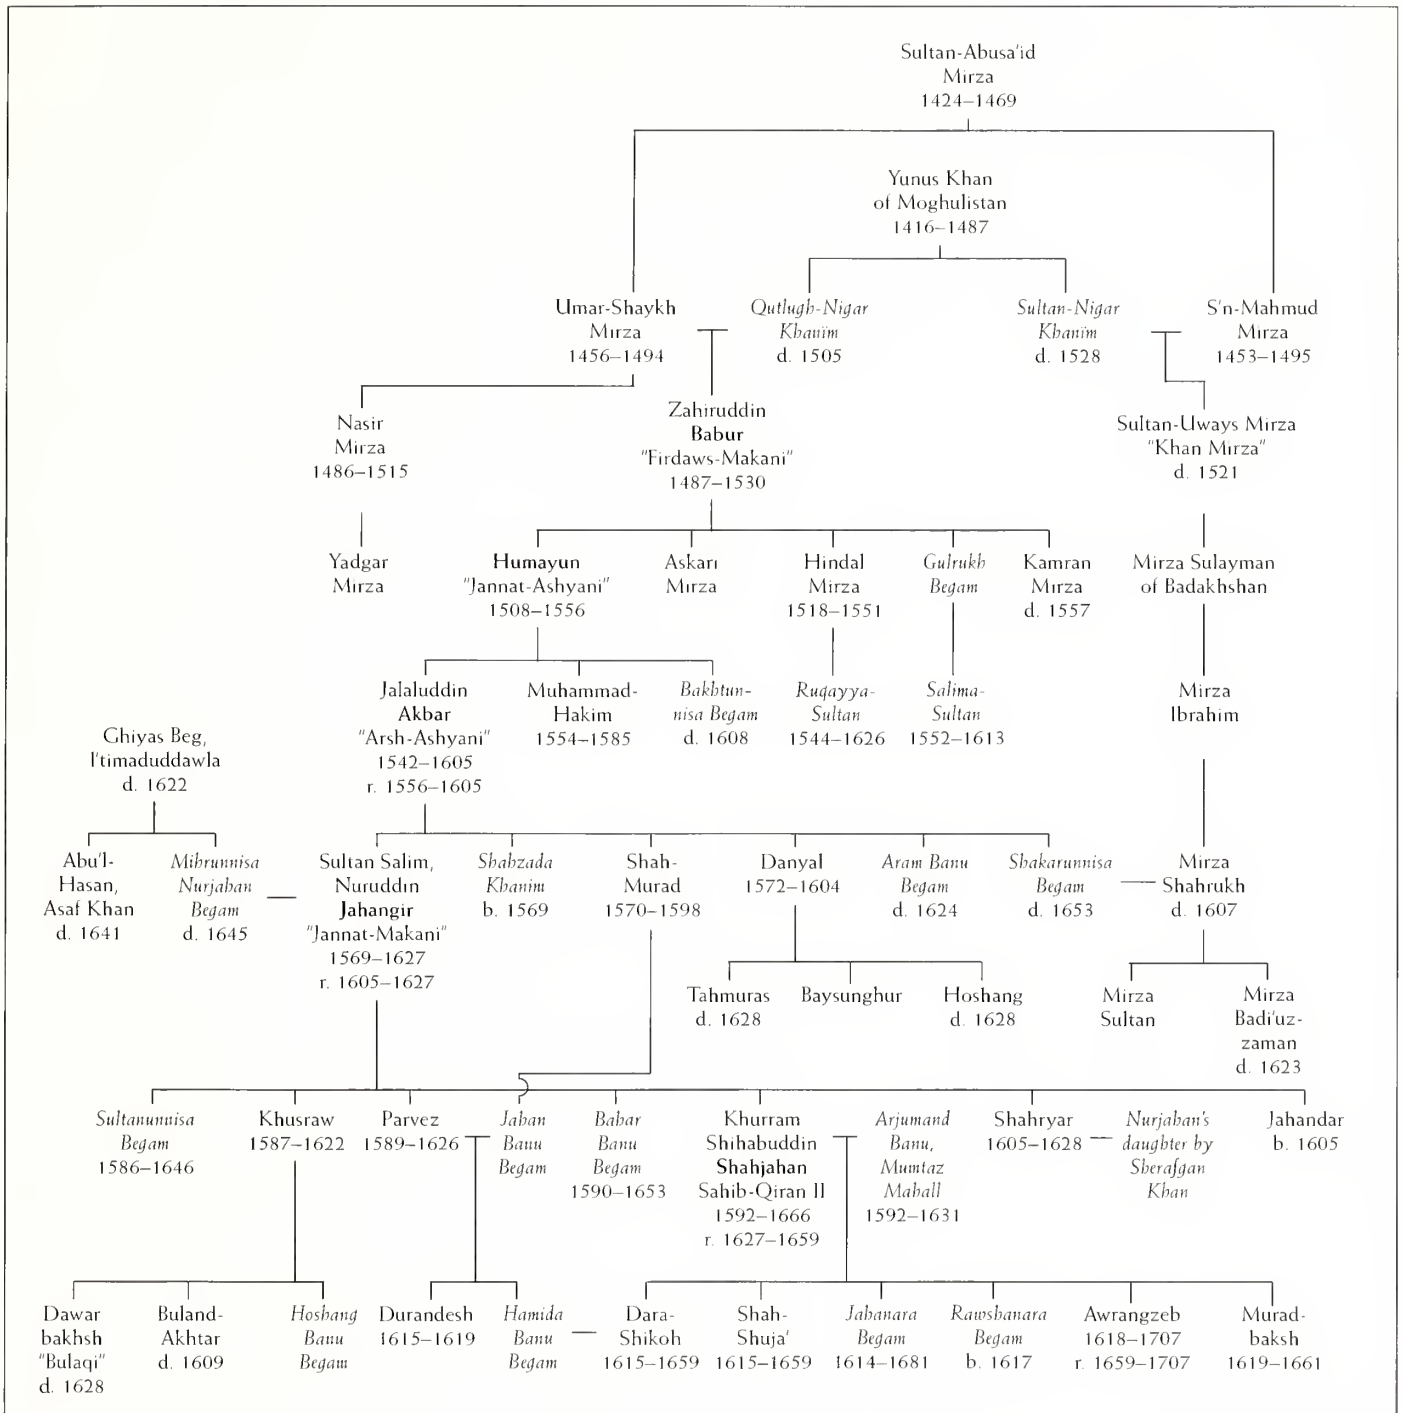 Sultan-Abusa'id
Mirza
1424–1469
Yunus Khan
of Moghulistan
1416–1487
Umar-Shaykh
Mirza
1456–1494
Qutlugh-Nigar
Khanïm
d. 1505
Sultan-Nigar
Khanïm
d. 1528
S'n-Mahmud
Mirza
1453–1495
Nasir
Mirza
1486–1515
Zahiruddin
Babur
"Firdaws-Makani"
1487–1530
Sultan-Uways Mirza
"Khan Mirza"
d. 1521
Yadgar
Mirza
Humayun
"Jannat-Ashyani"
1508–1556
Askari
Mirza
Hindal
Mirza
1518–1551
Gulrukh
Begam
Kamran
Mirza
d. 1557
Mirza Sulayman
of Badakhshan
Jalaluddin
Akbar
"Arsh-Ashyani"
1542–1605
r. 1556–1605
Muhammad-
Hakim
1554–1585
Bakhtun-
nisa Begam
d. 1608
Ruqayya-
Sultan
1544–1626
Salima-
Sultan
1552–1613
Mirza
Ibrahim
Ghiyas Beg,
I'timaduddawla
d. 1622
Abu'l-
Hasan,
Asaf Khan
d. 1641
Mihrunnisa
Nurjahan
Begam
d. 1645
Sultan Salim,
Nuruddin
Jahangir
"Jannat-Makani"
1569–1627
r. 1605–1627
Shahzada
Khanim
b. 1569
Shah-
Murad
1570–1598
Danyal
1572–1604
Aram Banu
Begam
d. 1624
Shakarunnisa
Begam
d. 1653
Mirza
Shahrukh
d. 1607
Tahmuras
d. 1628
Baysunghur
Hoshang
d. 1628
Mirza
Sultan
Mirza
Badi'uz-
zaman
d. 1623
Sultanunnisa
Begam
1586–1646
Khusraw
1587–1622
Parvez
1589–1626
Jahan
Banu
Begam
Bahar
Banu
Begam
1590–1653
Khurram
Shihabuddin
Shahjahan
Sahib-Qiran II
1592–1666
r. 1627–1659
Arjumand
Banu,
Mumtaz
Mahall
1592–1631
Shahryar
1605–1628
Nurjahan's
daughter by
Sherafgan
Khan
Jahandar
b. 1605
Dawar
bakhsh
"Bulaqi"
d. 1628
Buland-
Akhtar
d. 1609
Hoshang
Banu
Begam
Durandesh
1615–1619
Hamida
Banu
Begam
Dara-
Shikoh
1615–1659
Shah-
Shuja'
1615–1659
Jahanara
Begam
1614–1681
Rawshanara
Begam
b. 1617
Awrangzeb
1618–1707
r. 1659–1707
Murad-
baksh
1619–1661